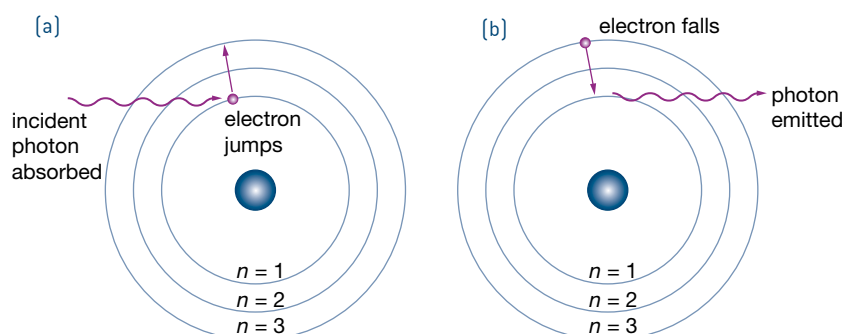 (a)
incident
photon
absorbed
electron
jumps
n = 1
n = 2
n = 3
(b)
electron falls
photon
emitted
n = 1
n = 2
n = 3